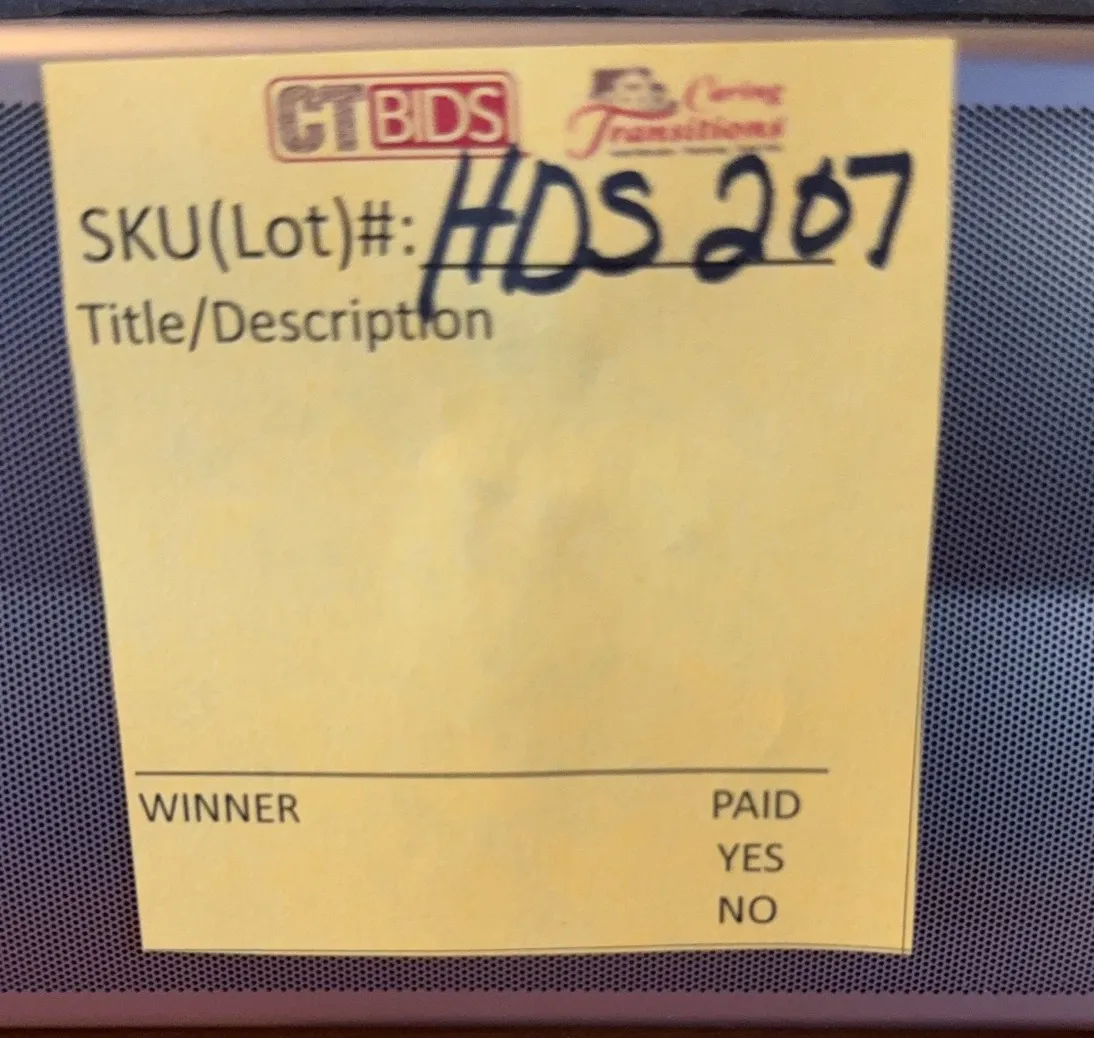 CTBIDS Caring
Transitions
SKU(Lot)#: HDS 207
Title/Description
WINNER PAID
YES
NO